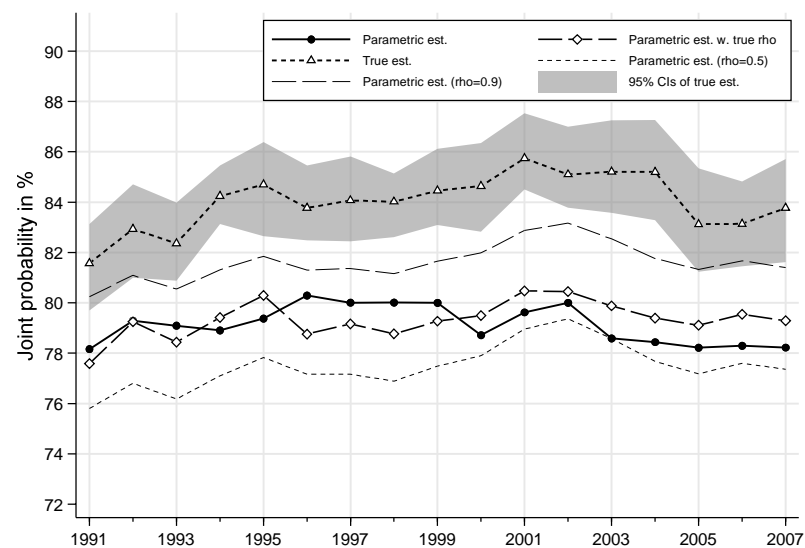 Parametric est.
Parametric est. w. true rho
True est.
Parametric est. (rho=0.5)
Parametric est. (rho=0.9)
95% CIs of true est.
Joint probability in %
90
88
86
84
82
80
78
76
74
72
1991 1993 1995 1997 1999 2001 2003 2005 2007